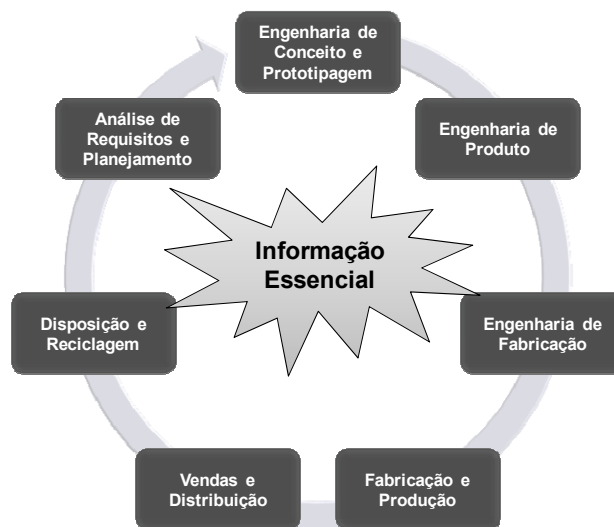 Engenharia de
Conceito e
Prototipagem
Engenharia de
Produto
Engenharia de
Fabricação
Fabricação e
Produção
Vendas e
Distribuição
Disposição e
Reciclagem
Análise de
Requisitos e
Planejamento
Informação
Essencial